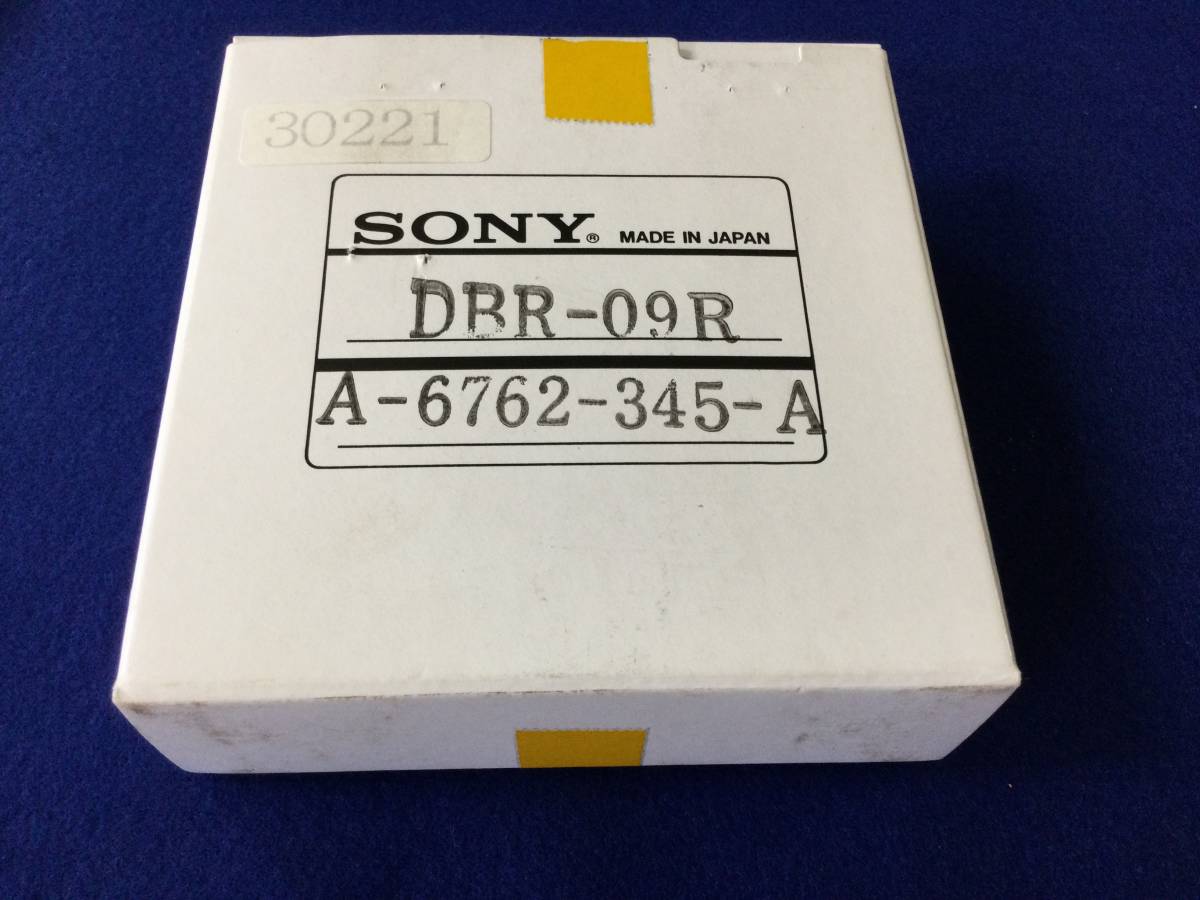 30221
SONY® MADE IN JAPAN
DBR-09R
A-6762-345-A